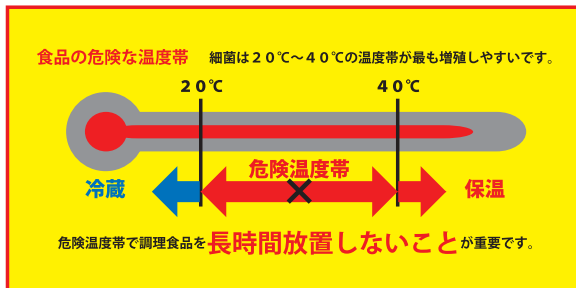 食品の危険な温度帯 細菌は20℃～40℃の温度帯が最も増殖しやすいです。
20℃ 40℃
危険温度帯
冷蔵 保温
危険温度帯で調理食品を長時間放置しないことが重要です。